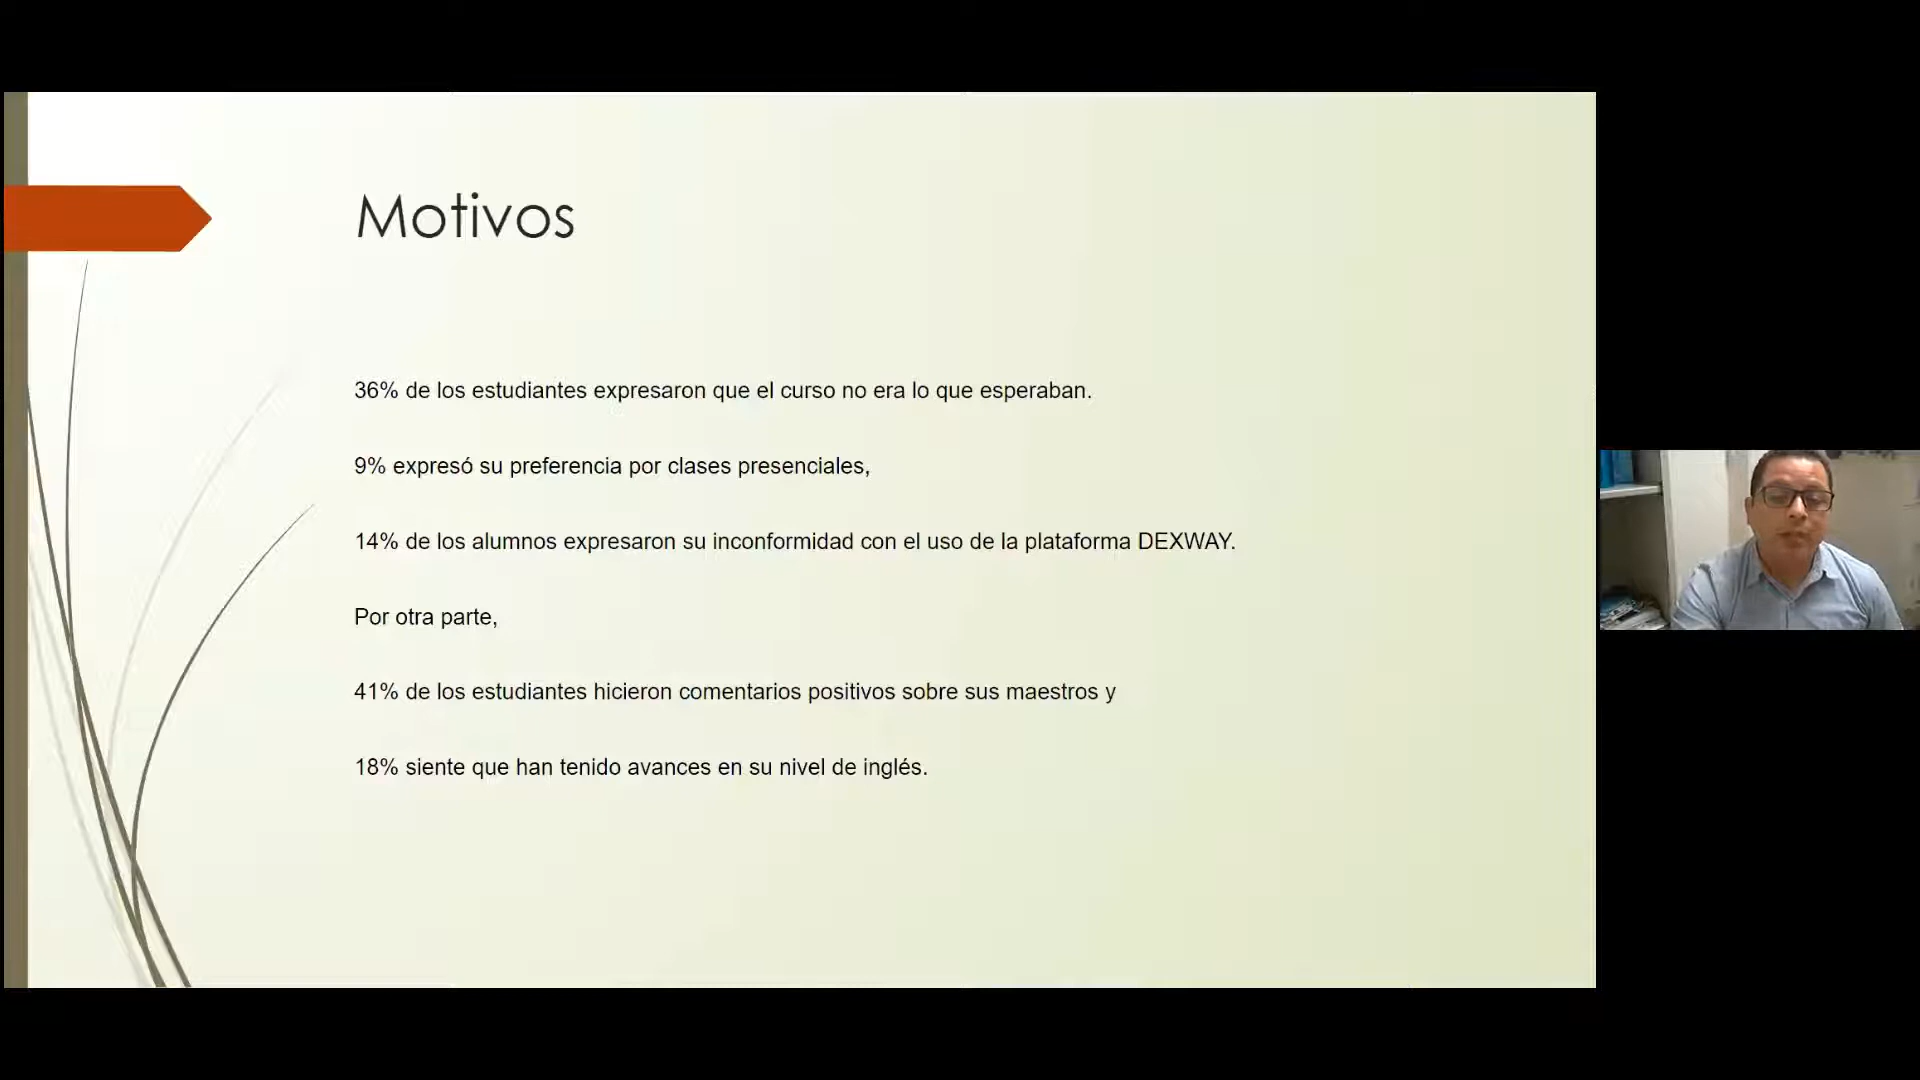 Motivos
36% de los estudiantes expresaron que el curso no era lo que esperaban.
9% expresó su preferencia por clases presenciales,
14% de los alumnos expresaron su inconformidad con el uso de la plataforma DEXWAY.
Por otra parte,
41% de los estudiantes hicieron comentarios positivos sobre sus maestros y
18% siente que han tenido avances en su nivel de inglés.